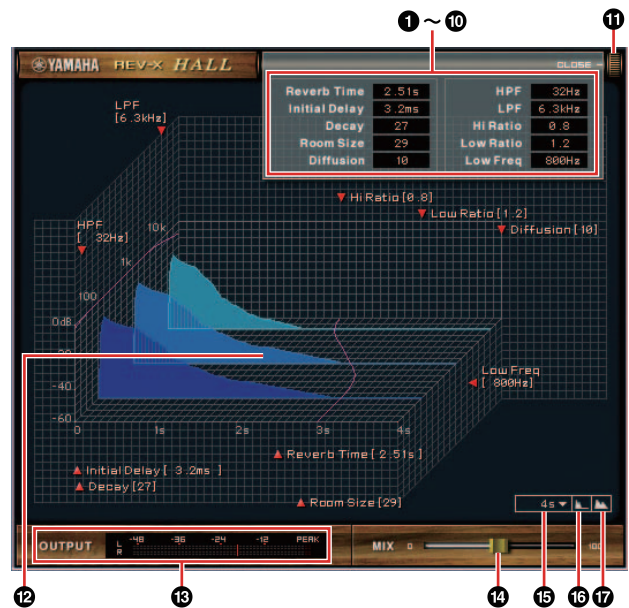 1 ~ 10
11
YAMAHA REV-X HALL
CLOSE -
Reverb Time 2.51s HPF 32Hz
Initial Delay 3.2ms LPF 6.3kHz
Decay 27 Hi Ratio 0.8
Room Size 29 Low Ratio 1.2
Diffusion 10 Low Freq 800Hz
LPF
[6.3kHz]
Hi Ratio [0.8]
Low Ratio [1.2]
Diffusion [10]
HPF
[ 32Hz]
10k
1k
100
0dB
-20
-40
-60
0 1s 2s 3s 4s
Low Freq
[ 800Hz]
Reverb Time [ 2.51s ]
Initial Delay [ 3.2ms ]
Decay [27]
Room Size [29]
4s
OUTPUT L R -48 -36 -24 -12 PEAK
MIX 0 100
12 13 14 15 16 17